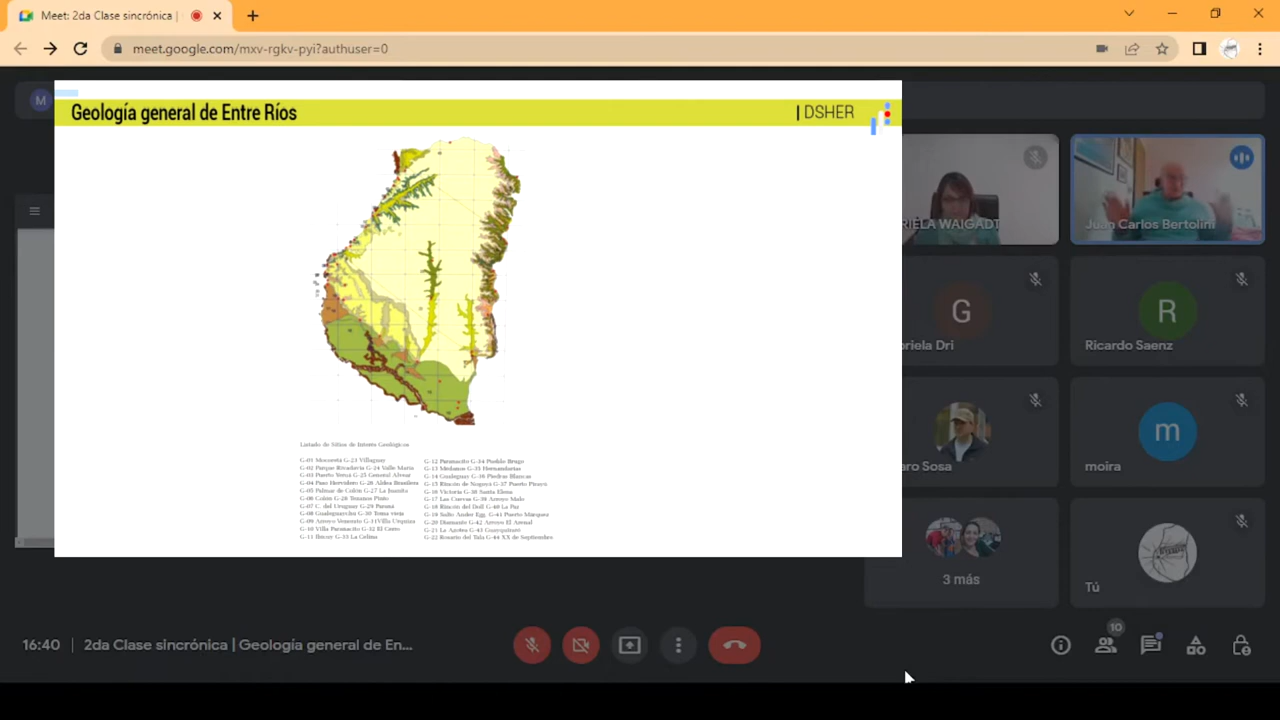 Meet: 2da Clase sincrónica |
meet.google.com/mxv-rgkv-pyi?authuser=0
M
Geología general de Entre Ríos
| DSHER
Listado de Sitios de Interés Geológicos
G-01 Mocoretá G-23 Villaguay
G-02 Parque Rivadavia G-24 Valle María
G-03 Puerto Yeruá G-25 General Alvear
G-04 Paso Hervidero G-26 Aldea Brasilera
G-05 Palmar de Colón G-27 La Juanita
G-06 Colón G-28 Tezanos Pinto
G-07 C. del Uruguay G-29 Paraná
G-08 Gualeguaychú G-30 Toma vieja
G-09 Arroyo Venerato G-31Villa Urquiza
G-10 Villa Paranacito G-32 El Cerro
G-11 Ibicuy G-33 La Celina
G-12 Paranacito G-34 Pueblo Brugo
G-13 Médanos G-35 Hernandarias
G-14 Gualeguay G-36 Piedras Blancas
G-15 Rincón de Nogoyá G-37 Puerto Pirayú
G-16 Victoria G-38 Santa Elena
G-17 Las Cuevas G-39 Arroyo Malo
G-18 Rincón del Doll G-40 La Paz
G-19 Salto Ander Egg G-41 Puerto Márquez
G-20 Diamante G-42 Arroyo El Arenal
G-21 La Azotea G-43 Guayquiraró
G-22 Rosario del Tala G-44 XX de Septiembre
RIELA WAIGADT
Juan Carlos Bertolini
G
briela Dri
R
Ricardo Saenz
aro Sosa
m
moira
3 más
Tú
16:40 | 2da Clase sincrónica | Geología general de En...
10